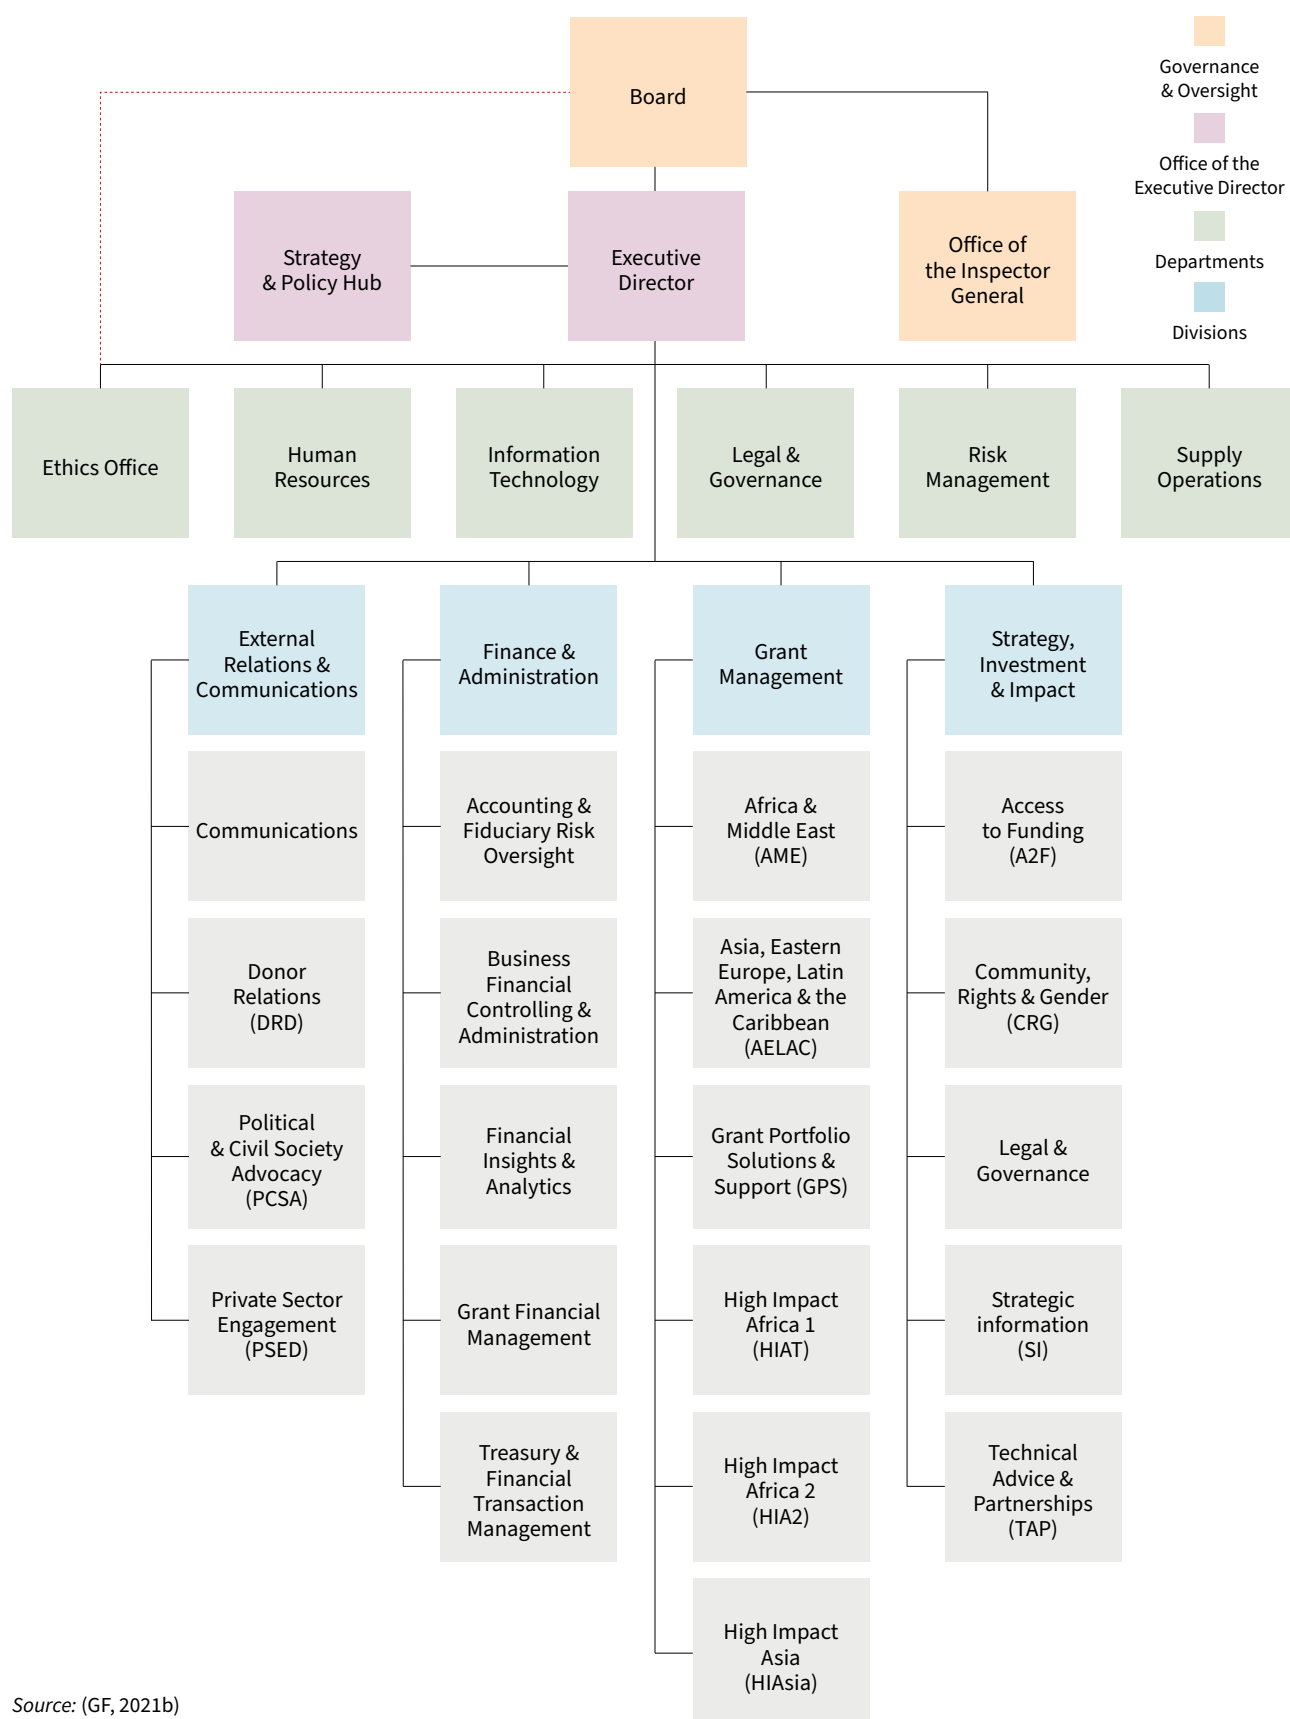 Board
Governance
& Oversight
Office of the
Executive Director
Departments
Divisions
Strategy
& Policy Hub
Executive
Director
Office of
the Inspector
General
Ethics Office
Human
Resources
Information
Technology
Legal &
Governance
Risk
Management
Supply
Operations
External
Relations &
Communications
Finance &
Administration
Grant
Management
Strategy,
Investment
& Impact
Communications
Accounting &
Fiduciary Risk
Oversight
Africa &
Middle East
(AME)
Access
to Funding
(A2F)
Donor
Relations
(DRD)
Business
Financial
Controlling &
Administration
Asia, Eastern
Europe, Latin
America & the
Caribbean
(AELAC)
Community,
Rights & Gender
(CRG)
Political
& Civil Society
Advocacy
(PCSA)
Financial
Insights &
Analytics
Grant Portfolio
Solutions &
Support (GPS)
Legal &
Governance
Private Sector
Engagement
(PSED)
Grant Financial
Management
High Impact
Africa 1
(HIAT)
Strategic
information
(SI)
Treasury &
Financial
Transaction
Management
High Impact
Africa 2
(HIA2)
Technical
Advice &
Partnerships
(TAP)
High Impact
Asia
(HIAsia)
Source: (GF, 2021b)